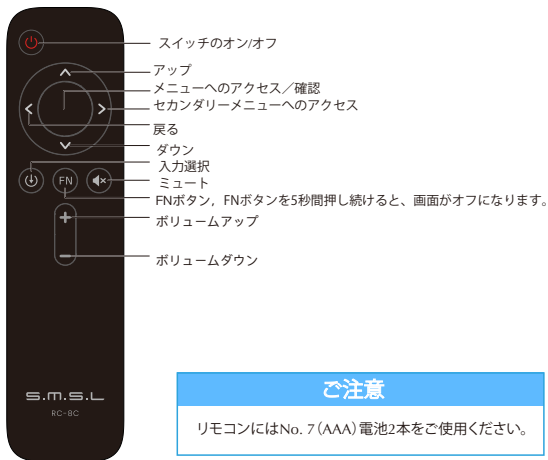 スイッチのオン/オフ
アップ
メニューへのアクセス／確認
セカンダリーメニューへのアクセス
戻る
ダウン
入力選択
ミュート
FN
FNボタン，FNボタンを5秒間押し続けると、画面がオフになります。
ボリュームアップ
ボリュームダウン
S.M.S.L
RC-8C
ご注意
リモコンにはNo. 7（AAA）電池2本をご使用ください。